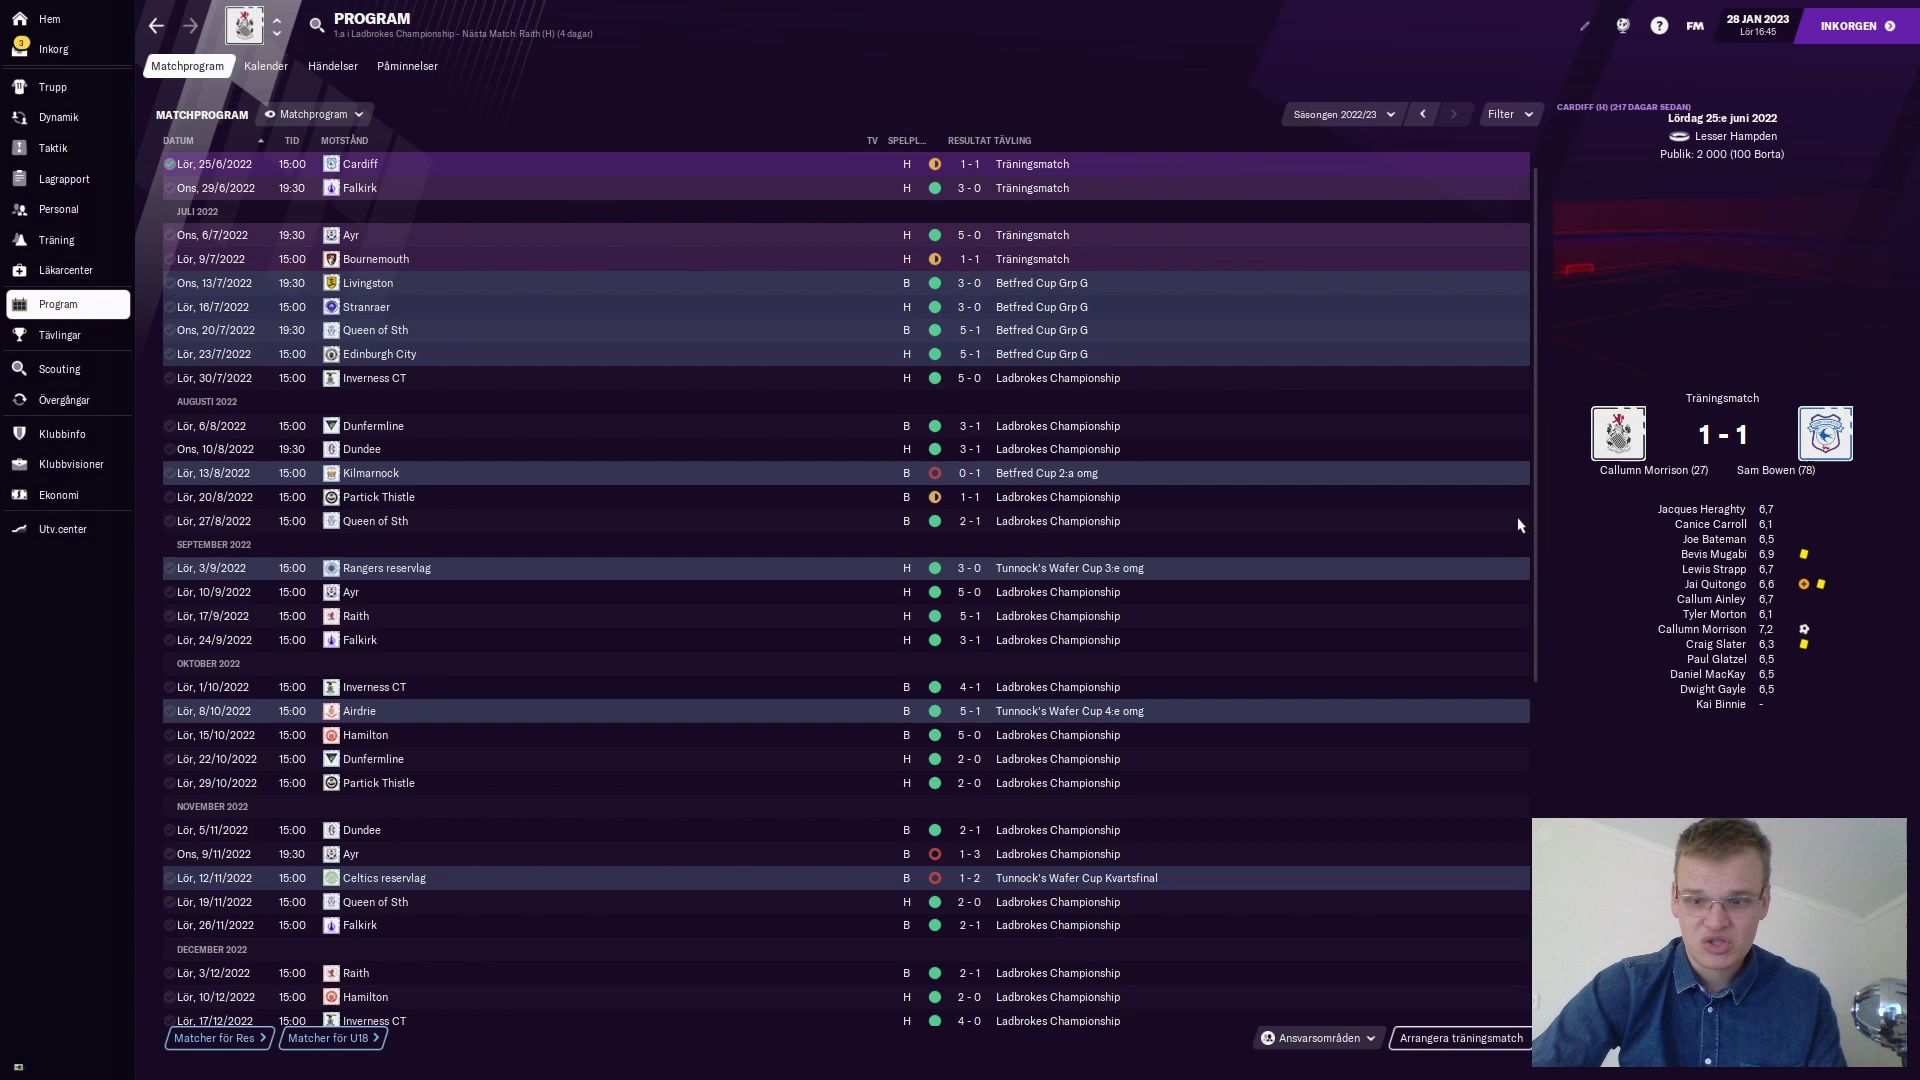 Hem
3
Inkorg
Trupp
Dynamik
Taktik
Lagrapport
Personal
Träning
Läkarcenter
Program
Tävlingar
Scouting
Övergångar
Klubbinfo
Klubbvisioner
Ekonomi
Utv.center
PROGRAM
1:a i Ladbrokes Championship - Nästa Match: Raith (H) (4 dagar)
? FM
28 JAN 2023
Lör 16:45
INKORGEN
Matchprogram Kalender Händelser Påminnelser
MATCHPROGRAM Matchprogram
Säsongen 2022/23
Filter
DATUM TID MOTSTÅND TV SPELPL... RESULTAT TÄVLING
Lör, 25/6/2022 15:00 Cardiff H 1 - 1 Träningsmatch
Ons, 29/6/2022 19:30 Falkirk H 3 - 0 Träningsmatch
JULI 2022
Ons, 6/7/2022 19:30 Ayr H 5 - 0 Träningsmatch
Lör, 9/7/2022 15:00 Bournemouth H 1 - 1 Träningsmatch
Ons, 13/7/2022 19:30 Livingston B 3 - 0 Betfred Cup Grp G
Lör, 16/7/2022 15:00 Stranraer H 3 - 0 Betfred Cup Grp G
Ons, 20/7/2022 19:30 Queen of Sth B 5 - 1 Betfred Cup Grp G
Lör, 23/7/2022 15:00 Edinburgh City H 5 - 1 Betfred Cup Grp G
Lör, 30/7/2022 15:00 Inverness CT H 5 - 0 Ladbrokes Championship
AUGUSTI 2022
Lör, 6/8/2022 15:00 Dunfermline B 3 - 1 Ladbrokes Championship
Ons, 10/8/2022 19:30 Dundee H 3 - 1 Ladbrokes Championship
Lör, 13/8/2022 15:00 Kilmarnock B 0 - 1 Betfred Cup 2:a omg
Lör, 20/8/2022 15:00 Partick Thistle B 1 - 1 Ladbrokes Championship
Lör, 27/8/2022 15:00 Queen of Sth B 2 - 1 Ladbrokes Championship
SEPTEMBER 2022
Lör, 3/9/2022 15:00 Rangers reservlag H 3 - 0 Tunnock's Wafer Cup 3:e omg
Lör, 10/9/2022 15:00 Ayr H 5 - 0 Ladbrokes Championship
Lör, 17/9/2022 15:00 Raith H 5 - 1 Ladbrokes Championship
Lör, 24/9/2022 15:00 Falkirk H 3 - 1 Ladbrokes Championship
OKTOBER 2022
Lör, 1/10/2022 15:00 Inverness CT B 4 - 1 Ladbrokes Championship
Lör, 8/10/2022 15:00 Airdrie B 5 - 1 Tunnock's Wafer Cup 4:e omg
Lör, 15/10/2022 15:00 Hamilton B 5 - 0 Ladbrokes Championship
Lör, 22/10/2022 15:00 Dunfermline H 2 - 0 Ladbrokes Championship
Lör, 29/10/2022 15:00 Partick Thistle H 2 - 0 Ladbrokes Championship
NOVEMBER 2022
Lör, 5/11/2022 15:00 Dundee B 2 - 1 Ladbrokes Championship
Ons, 9/11/2022 19:30 Ayr B 1 - 3 Ladbrokes Championship
Lör, 12/11/2022 15:00 Celtics reservlag B 1 - 2 Tunnock's Wafer Cup Kvartsfinal
Lör, 19/11/2022 15:00 Queen of Sth H 2 - 0 Ladbrokes Championship
Lör, 26/11/2022 15:00 Falkirk B 2 - 1 Ladbrokes Championship
DECEMBER 2022
Lör, 3/12/2022 15:00 Raith B 2 - 1 Ladbrokes Championship
Lör, 10/12/2022 15:00 Hamilton H 2 - 0 Ladbrokes Championship
Lör, 17/12/2022 15:00 Inverness CT H 4 - 0 Ladbrokes Championship
Matcher för Res
Matcher för U18
Ansvarsområden
Arrangera träningsmatch
CARDIFF (H) (217 DAGAR SEDAN)
Lördag 25:e juni 2022
Lesser Hampden
Publik: 2 000 (100 Borta)
Träningsmatch
1 - 1
Callumn Morrison (27) Sam Bowen (78)
Jacques Heraghty 6,7
Canice Carroll 6,1
Joe Bateman 6,5
Bevis Mugabi 6,9
Lewis Strapp 6,7
Jai Quitongo 6,6
Callum Ainley 6,7
Tyler Morton 6,1
Callumn Morrison 7,2
Craig Slater 6,3
Paul Glatzel 6,5
Daniel MacKay 6,5
Dwight Gayle 6,5
Kai Binnie -